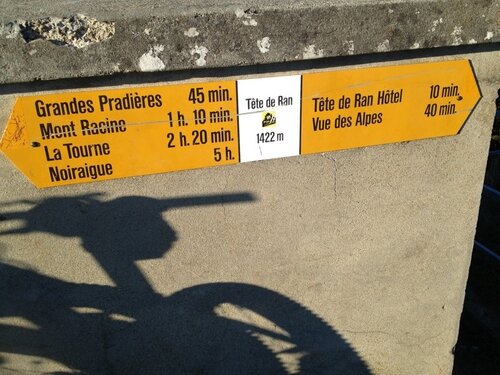 Grandes Pradières 45 min.
Mont Racine 1 h. 10 min.
La Tourne 2 h. 20 min.
Noiraigue 5 h.
Tête de Ran
1422 m
Tête de Ran Hôtel 10 min.
Vue des Alpes 40 min.